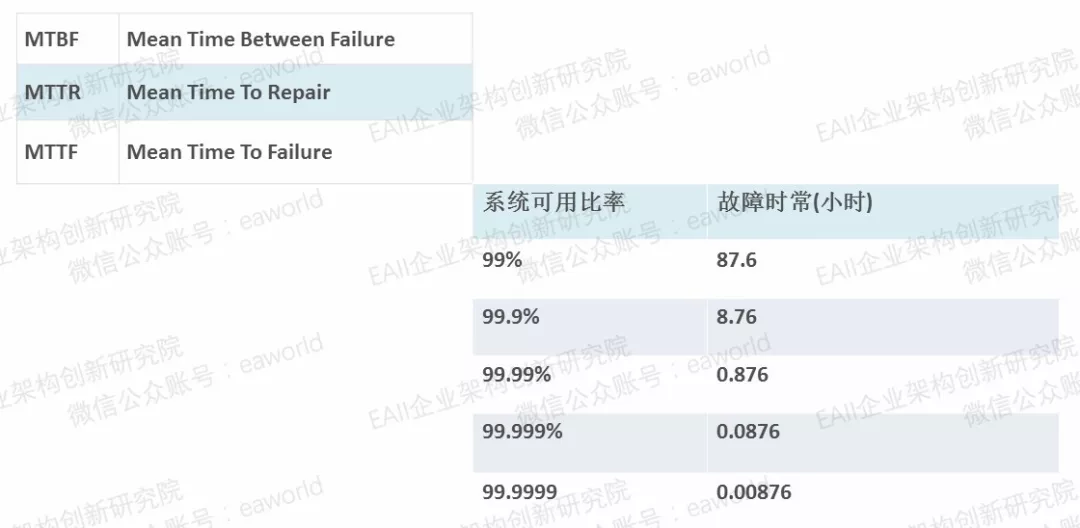 MTBF Mean Time Between Failure
MTTR Mean Time To Repair
MTTF Mean Time To Failure
系统可用比率 故障时常(小时)
99% 87.6
99.9% 8.76
99.99% 0.876
99.999% 0.0876
99.9999 0.00876
EAII企业架构创新研究院
微信公众账号：eaworld